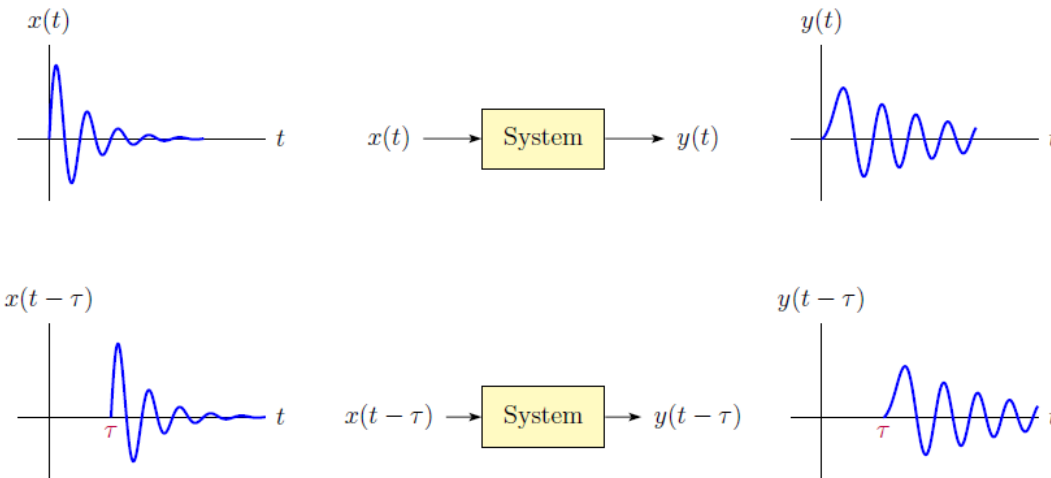 x(t)
t
x(t) System y(t)
y(t)
t
x(t − τ)
τ
t
x(t − τ) System y(t − τ)
y(t − τ)
τ
t